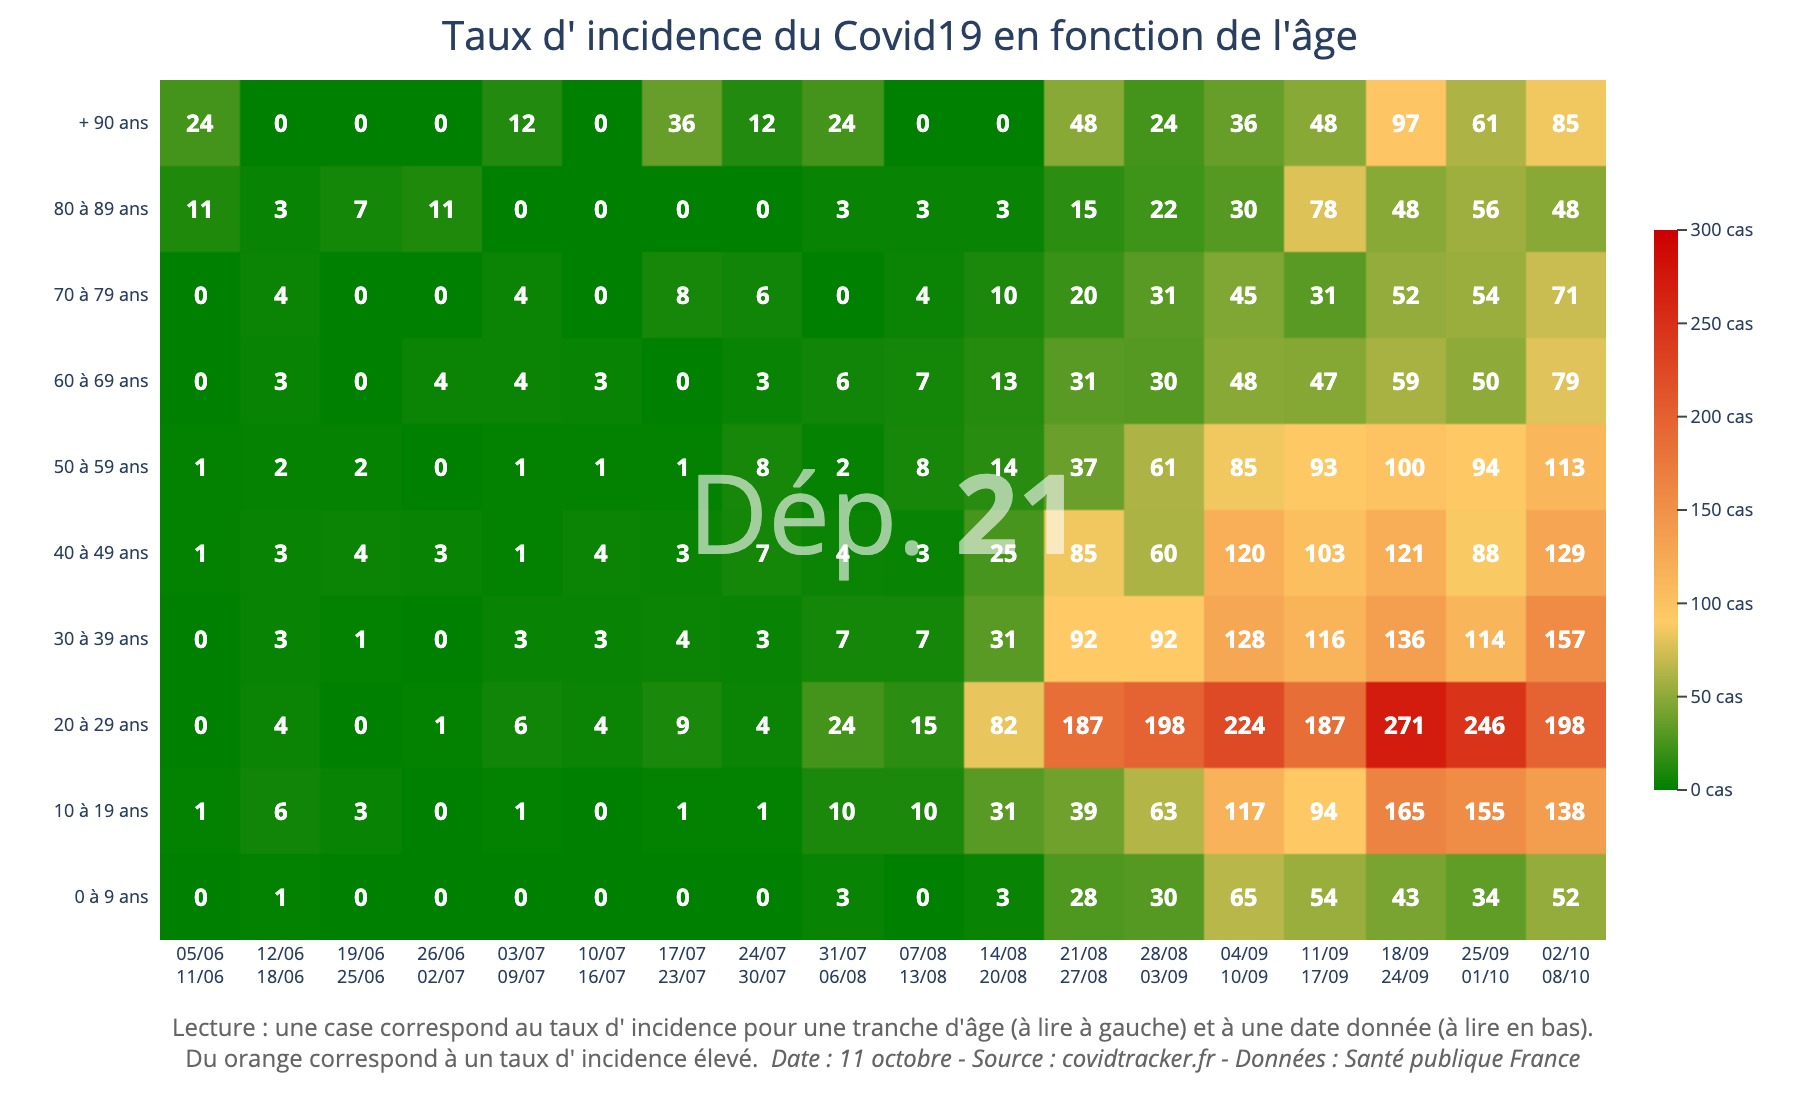 Taux d' incidence du Covid19 en fonction de l'âge
+ 90 ans 24 0 0 0 12 0 36 12 24 0 0 48 24 36 48 97 61 85
80 à 89 ans 11 3 7 11 0 0 0 0 3 3 3 15 22 30 78 48 56 48
70 à 79 ans 0 4 0 0 4 0 8 6 0 4 10 20 31 45 31 52 54 71
60 à 69 ans 0 3 0 4 4 3 0 3 6 7 13 31 30 48 47 59 50 79
50 à 59 ans 1 2 2 0 1 1 1 8 2 8 14 37 61 85 93 100 94 113
Dép. 21
40 à 49 ans 1 3 4 3 1 4 3 7 4 3 25 85 60 120 103 121 88 129
30 à 39 ans 0 3 1 0 3 3 4 3 7 7 31 92 92 128 116 136 114 157
20 à 29 ans 0 4 0 1 6 4 9 4 24 15 82 187 198 224 187 271 246 198
10 à 19 ans 1 6 3 0 1 0 1 1 10 10 31 39 63 117 94 165 155 138
0 à 9 ans 0 1 0 0 0 0 0 0 3 0 3 28 30 65 54 43 34 52
05/06 12/06 19/06 26/06 03/07 10/07 17/07 24/07 31/07 07/08 14/08 21/08 28/08 04/09 11/09 18/09 25/09 02/10
11/06 18/06 25/06 02/07 09/07 16/07 23/07 30/07 06/08 13/08 20/08 27/08 03/09 10/09 17/09 24/09 01/10 08/10
300 cas
250 cas
200 cas
150 cas
100 cas
50 cas
0 cas
Lecture : une case correspond au taux d' incidence pour une tranche d'âge (à lire à gauche) et à une date donnée (à lire en bas).
Du orange correspond à un taux d' incidence élevé. Date : 11 octobre - Source : covidtracker.fr - Données : Santé publique France